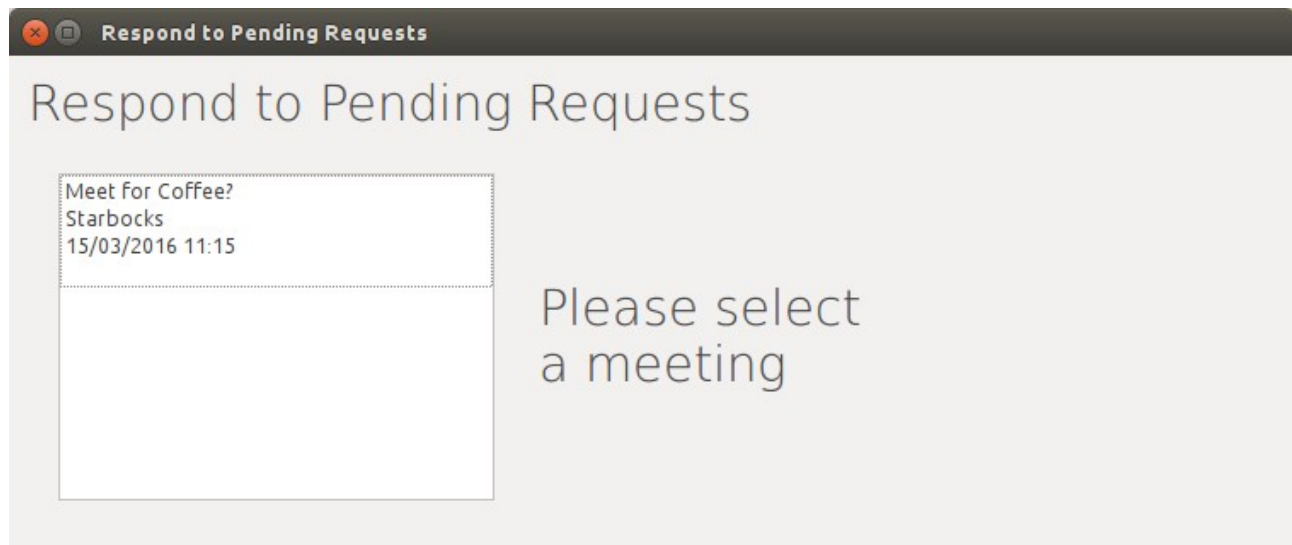 Respond to Pending Requests
Respond to Pending Requests
Meet for Coffee?
Starbocks
15/03/2016 11:15
Please select
a meeting